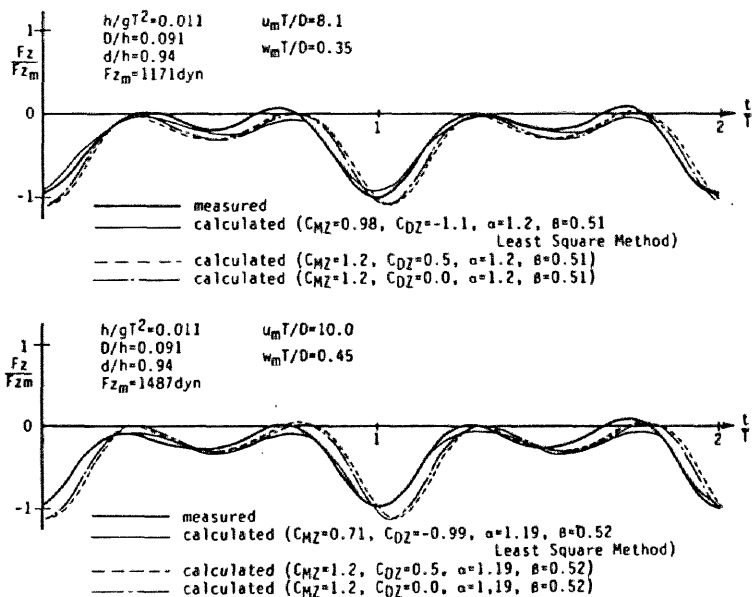 h/gT²=0.011 u_mT/D=8.1
D/h=0.091 w_mT/D=0.35
d/h=0.94
Fz_m=1171dyn
1
Fz
Fz_m
0
-1
1
2
t
T
measured
calculated (C_MZ=0.98, C_DZ=-1.1, α=1.2, β=0.51
Least Square Method)
calculated (C_MZ=1.2, C_DZ=0.5, α=1.2, β=0.51)
calculated (C_MZ=1.2, C_DZ=0.0, α=1.2, β=0.51)
h/gT²=0.011 u_mT/D=10.0
D/h=0.091 w_mT/D=0.45
d/h=0.94
Fz_m=1487dyn
1
Fz
Fzm
0
-1
1
2
t
T
measured
calculated (C_MZ=0.71, C_DZ=-0.99, α=1.19, β=0.52
Least Square Method)
calculated (C_MZ=1.2, C_DZ=0.5, α=1.19, β=0.52)
calculated (C_MZ=1.2, C_DZ=0.0, α=1,19, β=0.52)